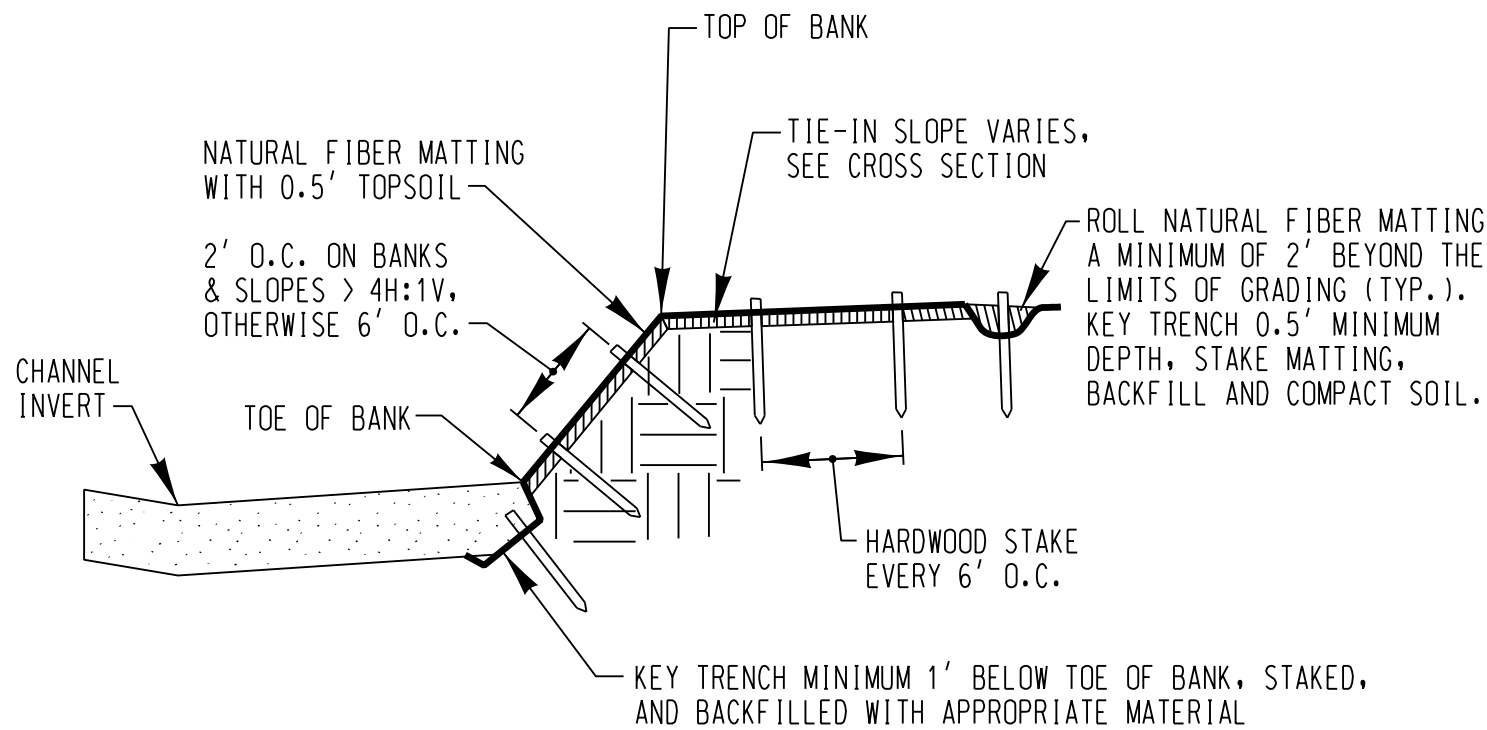 TOP OF BANK
TIE-IN SLOPE VARIES,
SEE CROSS SECTION
NATURAL FIBER MATTING
WITH 0.5' TOPSOIL
2' O.C. ON BANKS
& SLOPES > 4H:1V,
OTHERWISE 6' O.C.
ROLL NATURAL FIBER MATTING
A MINIMUM OF 2' BEYOND THE
LIMITS OF GRADING (TYP.).
KEY TRENCH 0.5' MINIMUM
DEPTH, STAKE MATTING,
BACKFILL AND COMPACT SOIL.
CHANNEL
INVERT
TOE OF BANK
HARDWOOD STAKE
EVERY 6' O.C.
KEY TRENCH MINIMUM 1' BELOW TOE OF BANK, STAKED,
AND BACKFILLED WITH APPROPRIATE MATERIAL